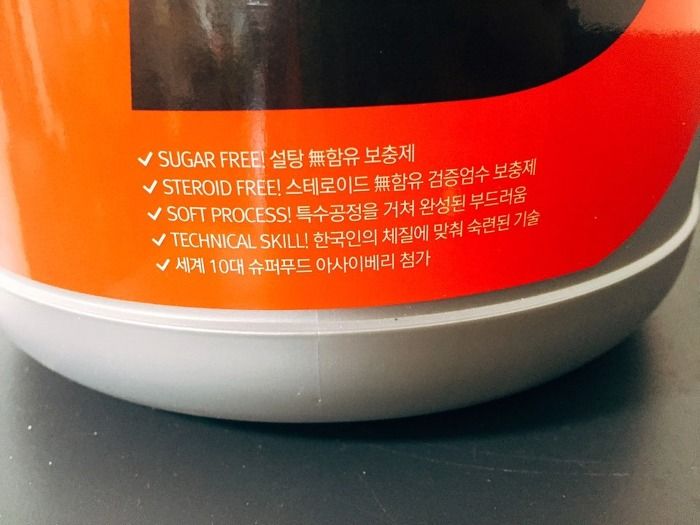 ✓ SUGAR FREE! 설탕 無함유 보충제
✓ STEROID FREE! 스테로이드 無함유 검증엄수 보충제
✓ SOFT PROCESS! 특수공정을 거쳐 완성된 부드러움
✓ TECHNICAL SKILL! 한국인의 체질에 맞춰 숙련된 기술
✓ 세계 10대 슈퍼푸드 아사이베리 첨가